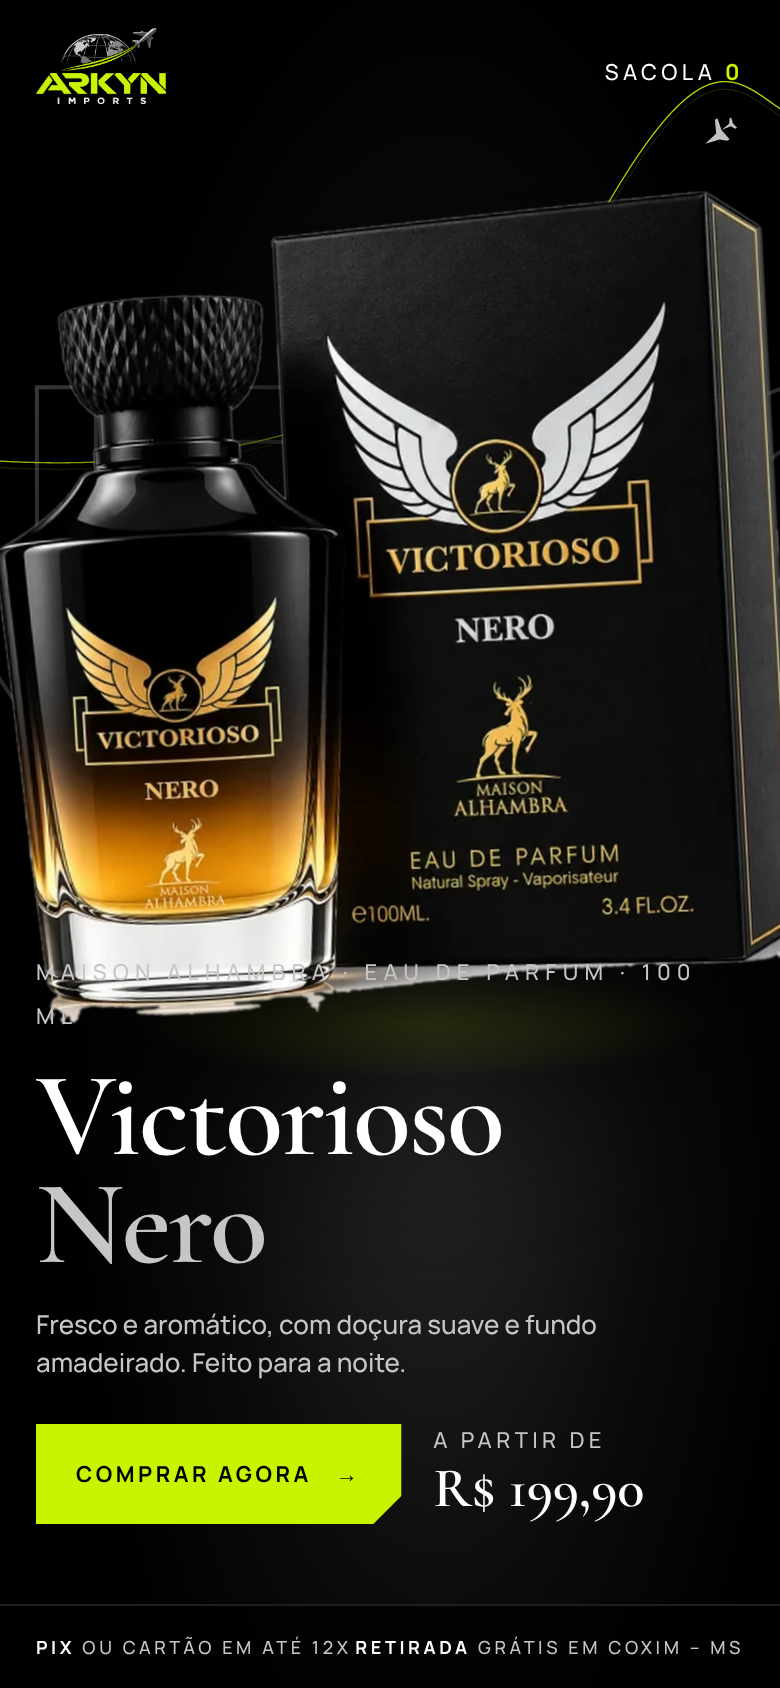 ARKYN
IMPORTS
SACOLA 0
VICTORIOSO
NERO
MAISON
ALHAMBRA
EAU DE PARFUM
Natural Spray - Vaporisateur
℮100ML.
3.4 FL.OZ.
VICTORIOSO
NERO
MAISON
ALHAMBRA
MAISON ALHAMBRA · EAU DE PARFUM · 100
ML
Victorioso
Nero
Fresco e aromático, com doçura suave e fundo
amadeirado. Feito para a noite.
COMPRAR AGORA →
A PARTIR DE
R$ 199,90
PIX OU CARTÃO EM ATÉ 12X RETIRADA GRÁTIS EM COXIM – MS